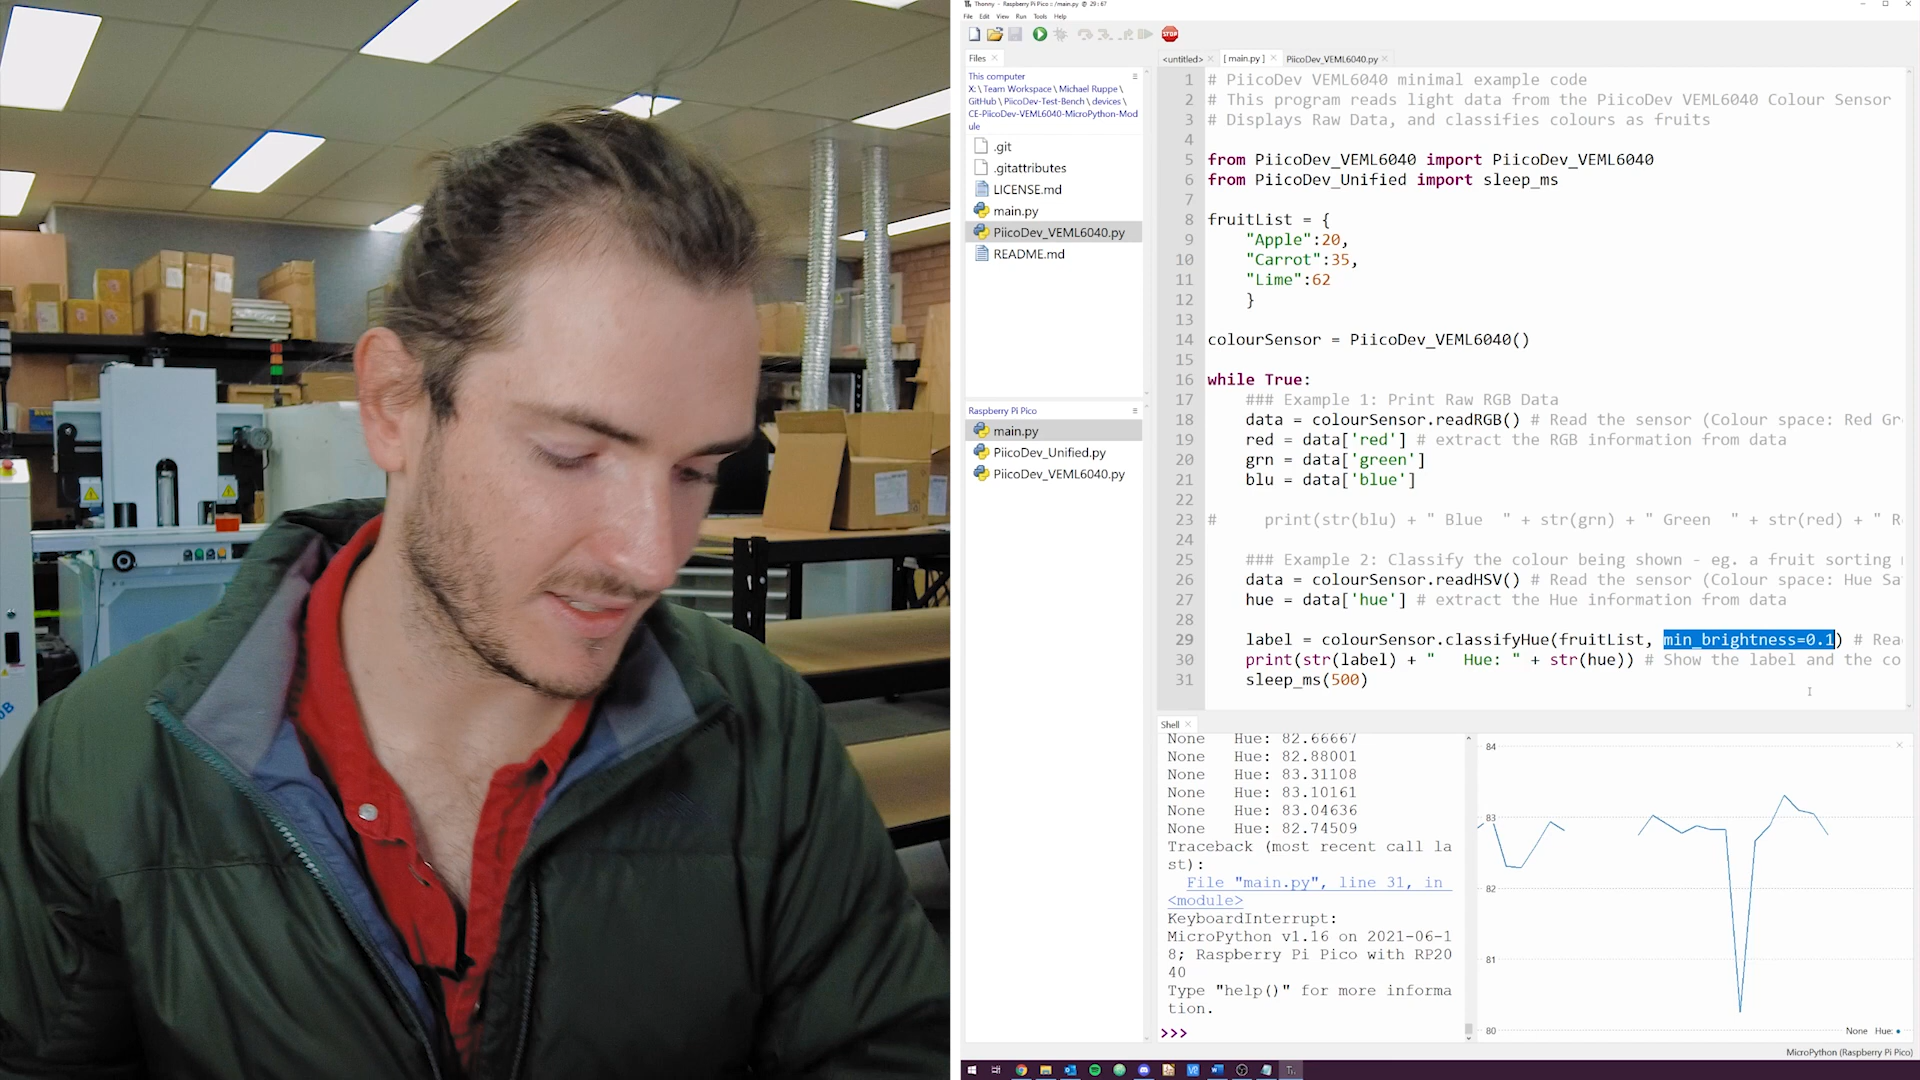 Thonny - Raspberry Pi Pico :: /main.py @ 29 : 67
File Edit View Run Tools Help
STOP
Files
<untitled> [ main.py ] PiicoDev_VEML6040.py
This computer
X: \ Team Workspace \ Michael Ruppe \
GitHub \ PiicoDev-Test-Bench \ devices \
CE-PiicoDev-VEML6040-MicroPython-Mod
ule
.git
.gitattributes
LICENSE.md
main.py
PiicoDev_VEML6040.py
README.md
Raspberry Pi Pico
main.py
PiicoDev_Unified.py
PiicoDev_VEML6040.py
1 # PiicoDev VEML6040 minimal example code
2 # This program reads light data from the PiicoDev VEML6040 Colour Sensor
3 # Displays Raw Data, and classifies colours as fruits
4
5 from PiicoDev_VEML6040 import PiicoDev_VEML6040
6 from PiicoDev_Unified import sleep_ms
7
8 fruitList = {
9 "Apple":20,
10 "Carrot":35,
11 "Lime":62
12 }
13
14 colourSensor = PiicoDev_VEML6040()
15
16 while True:
17 ### Example 1: Print Raw RGB Data
18 data = colourSensor.readRGB() # Read the sensor (Colour space: Red Gr
19 red = data['red'] # extract the RGB information from data
20 grn = data['green']
21 blu = data['blue']
22
23 # print(str(blu) + " Blue " + str(grn) + " Green " + str(red) + " R
24
25 ### Example 2: Classify the colour being shown - eg. a fruit sorting
26 data = colourSensor.readHSV() # Read the sensor (Colour space: Hue Sa
27 hue = data['hue'] # extract the Hue information from data
28
29 label = colourSensor.classifyHue(fruitList, min_brightness=0.1) # Rea
30 print(str(label) + " Hue: " + str(hue)) # Show the label and the co
31 sleep_ms(500)
Shell
None Hue: 82.66667
None Hue: 82.88001
None Hue: 83.31108
None Hue: 83.10161
None Hue: 83.04636
None Hue: 82.74509
Traceback (most recent call la
st):
File "main.py", line 31, in
<module>
KeyboardInterrupt:
MicroPython v1.16 on 2021-06-1
8; Raspberry Pi Pico with RP20
40
Type "help()" for more informa
tion.
>>>
84
83
82
81
80
None Hue:
MicroPython (Raspberry Pi Pico)